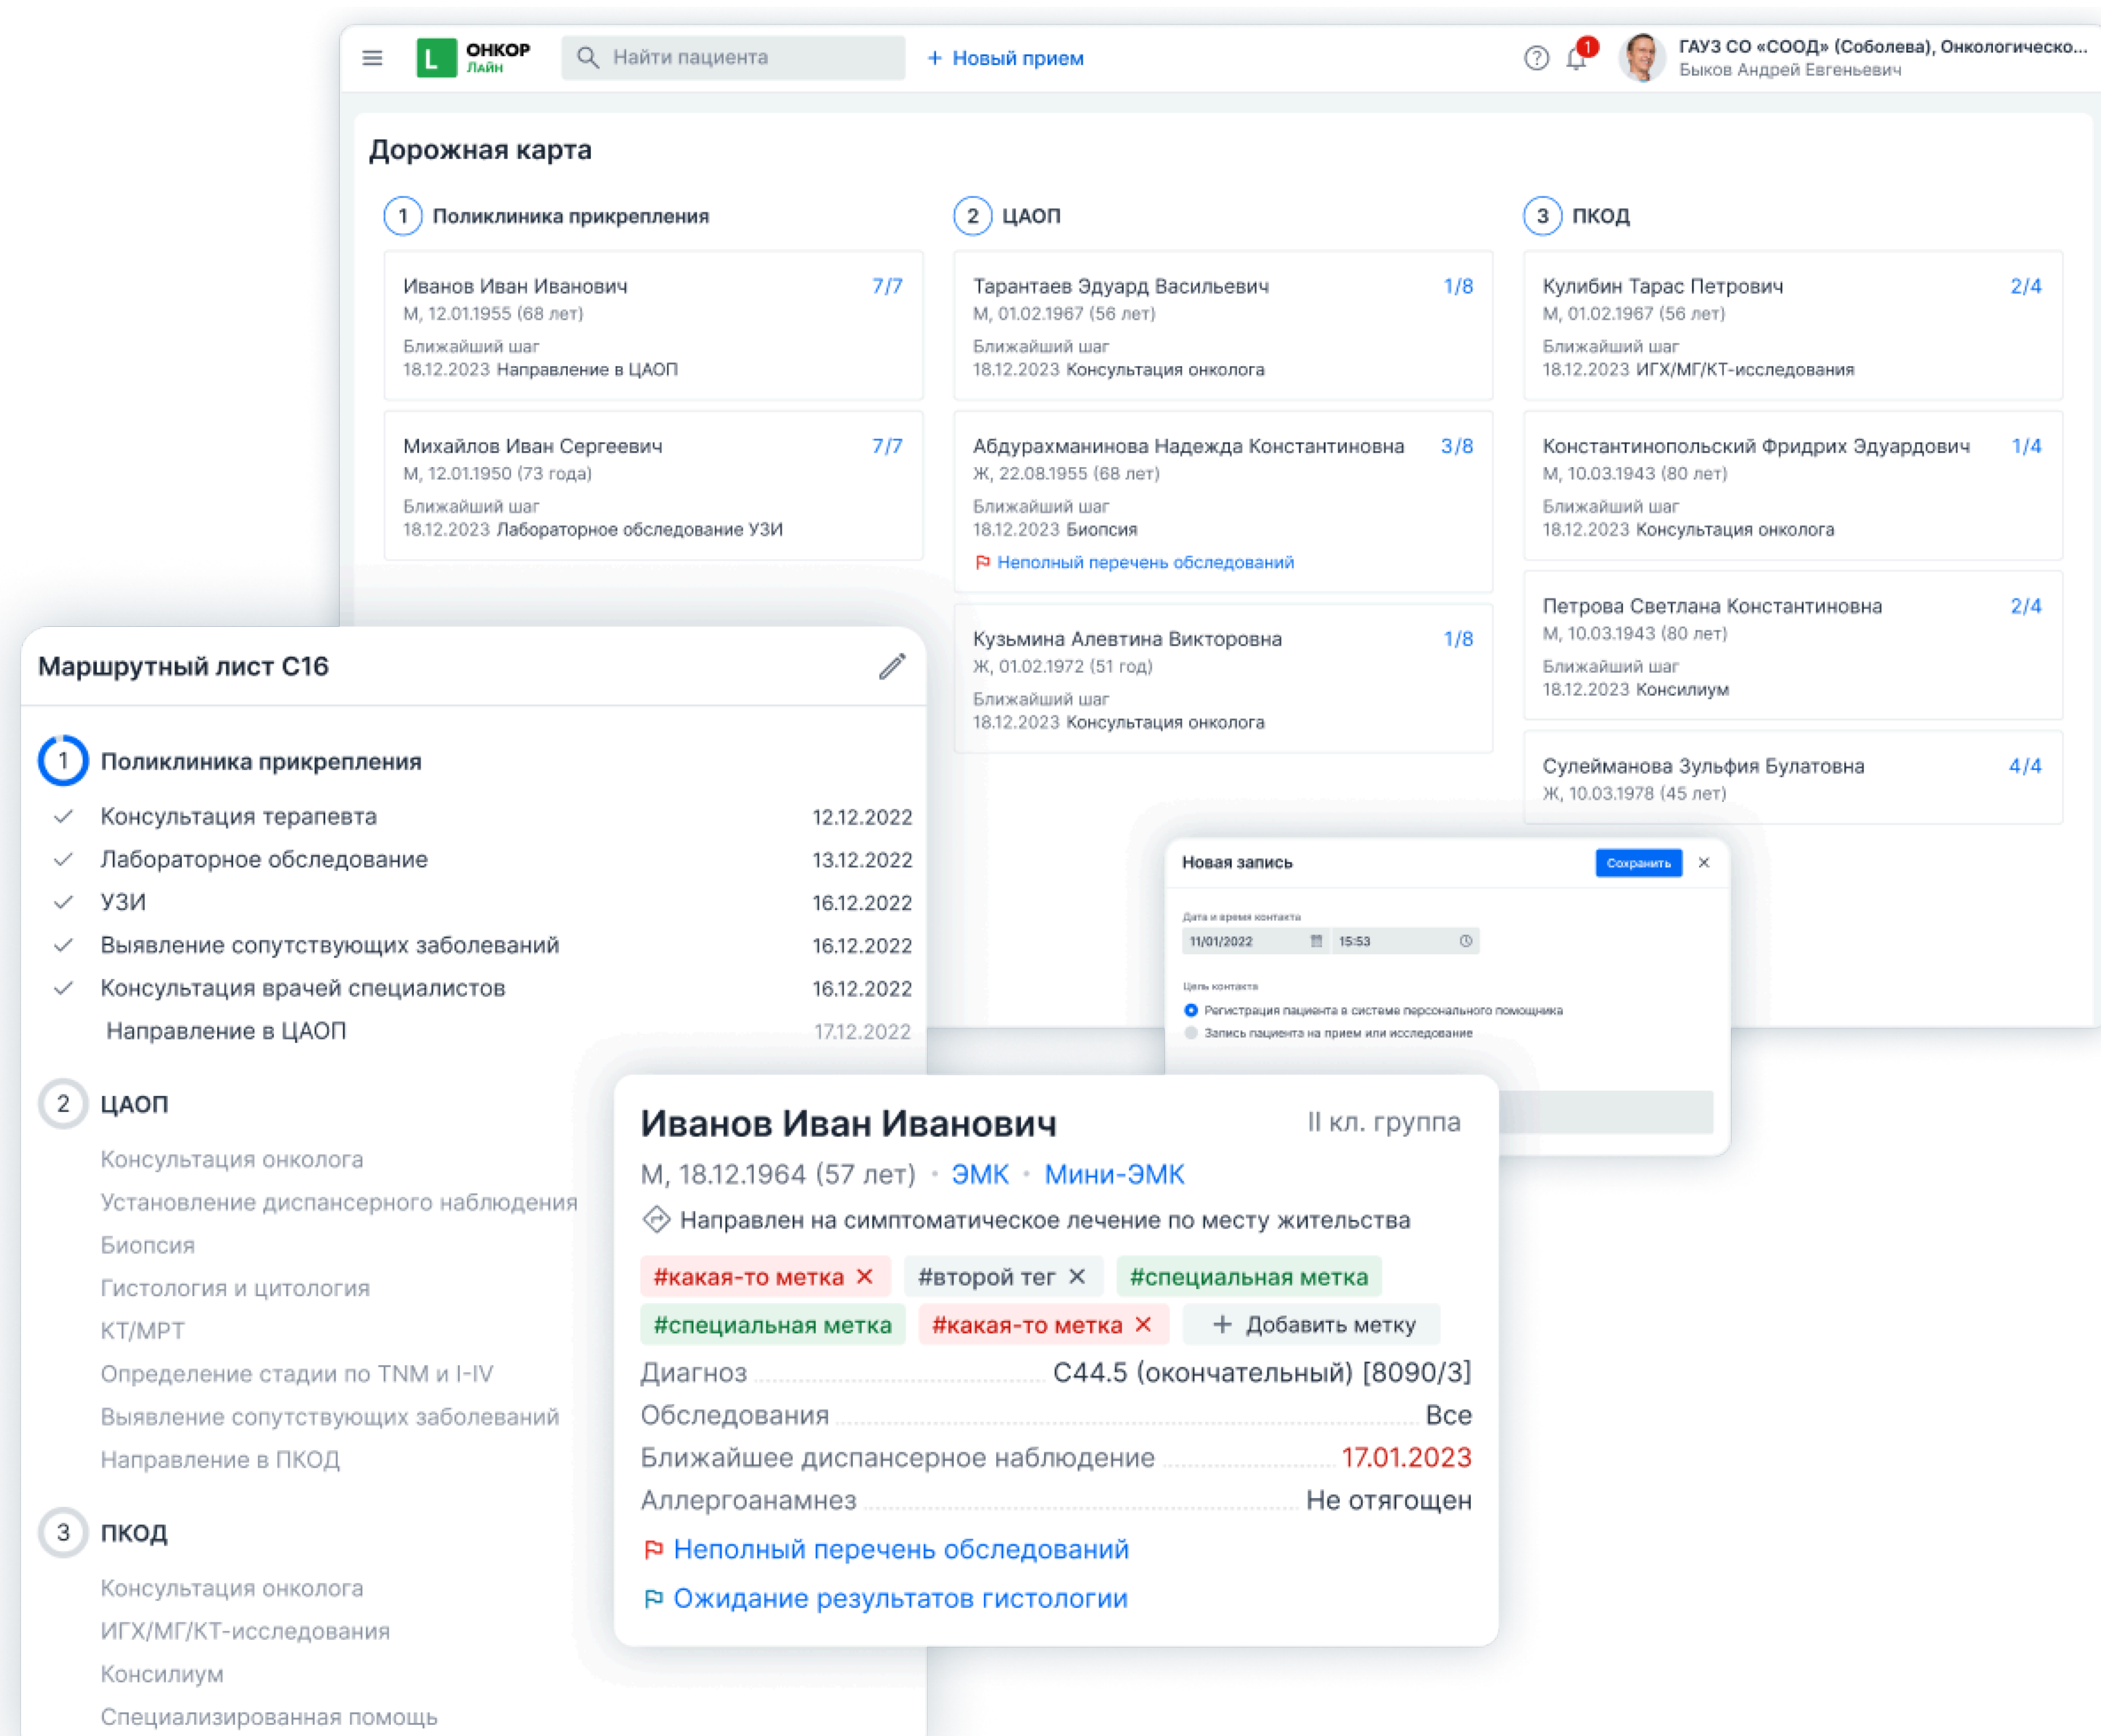 L
ОНКОР
Лайн
Найти пациента
+ Новый прием
1
ГАУЗ СО «СООД» (Соболева), Онкологическо...
Быков Андрей Евгеньевич
Дорожная карта
1 Поликлиника прикрепления
Иванов Иван Иванович 7/7
М, 12.01.1955 (68 лет)
Ближайший шаг
18.12.2023 Направление в ЦАОП
Михайлов Иван Сергеевич 7/7
М, 12.01.1950 (73 года)
Ближайший шаг
18.12.2023 Лабораторное обследование УЗИ
2 ЦАОП
Тарантаев Эдуард Васильевич 1/8
М, 01.02.1967 (56 лет)
Ближайший шаг
18.12.2023 Консультация онколога
Абдурахманинова Надежда Константиновна 3/8
Ж, 22.08.1955 (68 лет)
Ближайший шаг
18.12.2023 Биопсия
Неполный перечень обследований
Кузьмина Алевтина Викторовна 1/8
Ж, 01.02.1972 (51 год)
Ближайший шаг
18.12.2023 Консультация онколога
3 ПКОД
Кулибин Тарас Петрович 2/4
М, 01.02.1967 (56 лет)
Ближайший шаг
18.12.2023 ИГХ/МГ/КТ-исследования
Константинопольский Фридрих Эдуардович 1/4
М, 10.03.1943 (80 лет)
Ближайший шаг
18.12.2023 Консультация онколога
Петрова Светлана Константиновна 2/4
М, 10.03.1943 (80 лет)
Ближайший шаг
18.12.2023 Консилиум
Сулейманова Зульфия Булатовна 4/4
Ж, 10.03.1978 (45 лет)
Маршрутный лист С16
1 Поликлиника прикрепления
Консультация терапевта 12.12.2022
Лабораторное обследование 13.12.2022
УЗИ 16.12.2022
Выявление сопутствующих заболеваний 16.12.2022
Консультация врачей специалистов 16.12.2022
Направление в ЦАОП 17.12.2022
2 ЦАОП
Консультация онколога
Установление диспансерного наблюдения
Биопсия
Гистология и цитология
КТ/МРТ
Определение стадии по TNM и I-IV
Выявление сопутствующих заболеваний
Направление в ПКОД
3 ПКОД
Консультация онколога
ИГХ/МГ/КТ-исследования
Консилиум
Специализированная помощь
Новая запись Сохранить
Дата и время контакта
11/01/2022 15:53
Цель контакта
Регистрация пациента в системе персонального помощника
Запись пациента на прием или исследование
Иванов Иван Иванович II кл. группа
М, 18.12.1964 (57 лет) • ЭМК • Мини-ЭМК
Направлен на симптоматическое лечение по месту жительства
#какая-то метка #второй тег #специальная метка
#специальная метка #какая-то метка + Добавить метку
Диагноз С44.5 (окончательный) [8090/3]
Обследования Все
Ближайшее диспансерное наблюдение 17.01.2023
Аллергоанамнез Не отягощен
Неполный перечень обследований
Ожидание результатов гистологии